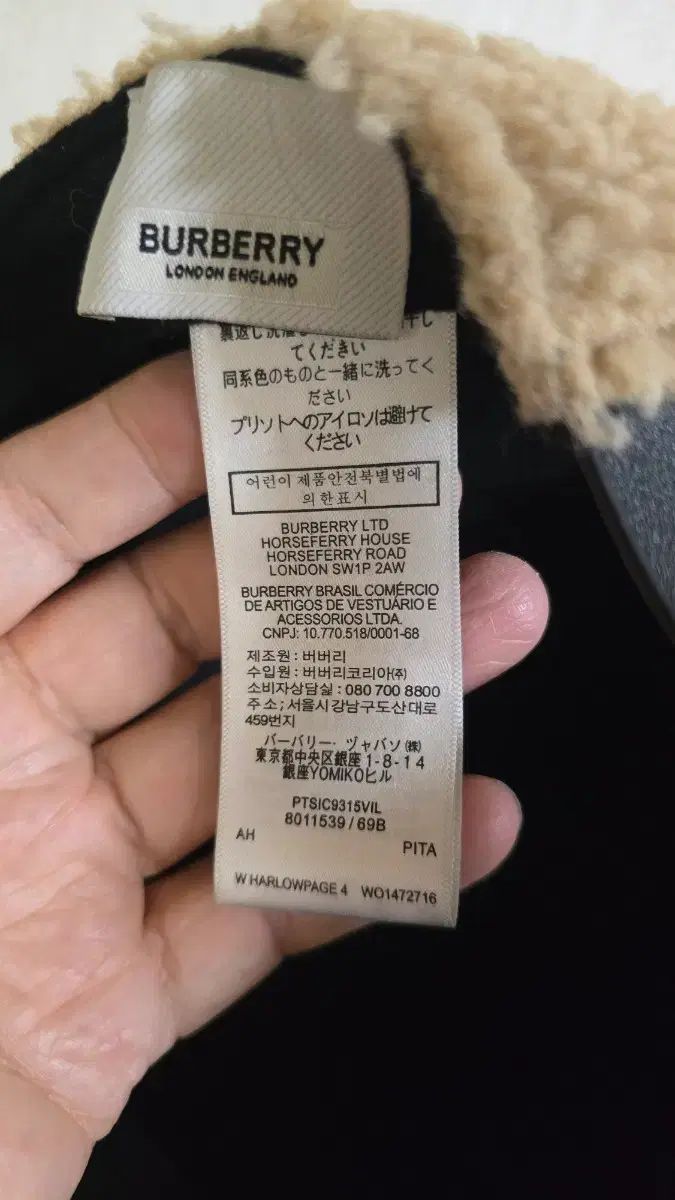 BURBERRY
LONDON ENGLAND
てください
同系色のものと一緒に洗ってく
ださい
プリソトへのアイロソは避けて
ください
어린이제품안전북별법에
의한표시
BURBERRY LTD
HORSEFERRY HOUSE
HORSEFERRY ROAD
LONDON SW1P 2AW
BURBERRY BRASIL COMÉRCIO
DE ARTIGOS DE VESTUÁRIO E
ACESSORIOS LTDA.
CNPJ: 10.770.518/0001-68
제조원 : 버버리
수입원 : 버버리코리아㈜
소비자상담실 : 080 700 8800
주소 ; 서울시강남구도산대로
459번지
バーバリー・ヅャバソ㈱
東京都中央区銀座 1-8-14
銀座YOMIKOヒル
PTSIC9315VIL
8011539 / 69B
AH
PITA
W HARLOWPAGE 4 WO1472716